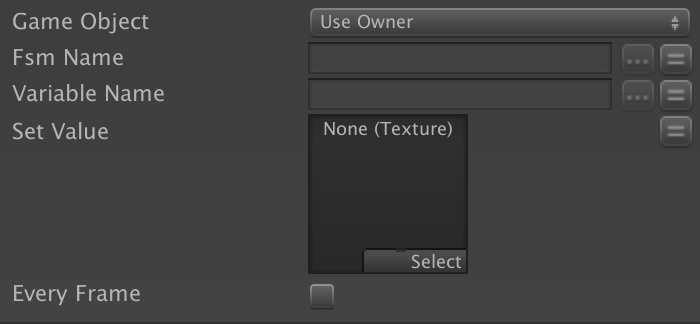 Game Object Use Owner
Fsm Name
Variable Name
Set Value None (Texture)
Select
Every Frame